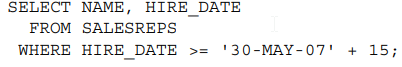 SELECT NAME, HIRE_DATE
FROM SALESREPS
WHERE HIRE_DATE >= '30-MAY-07' + 15;